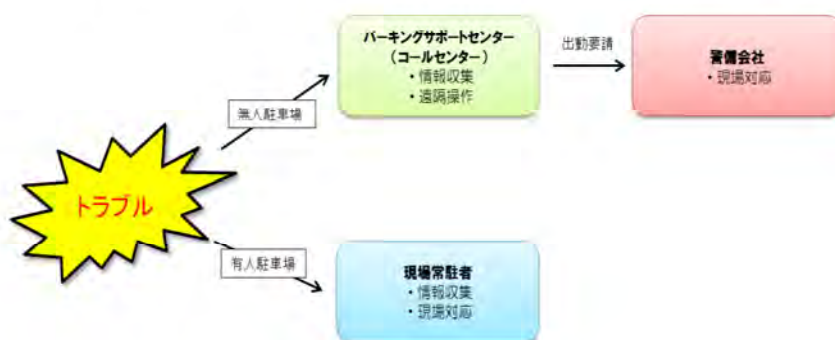 パーキングサポートセンター
（コールセンター）
・情報収集
・遠隔操作
出動要請
警備会社
・現場対応
無人駐車場
トラブル
有人駐車場
現場常駐者
・情報収集
・現場対応